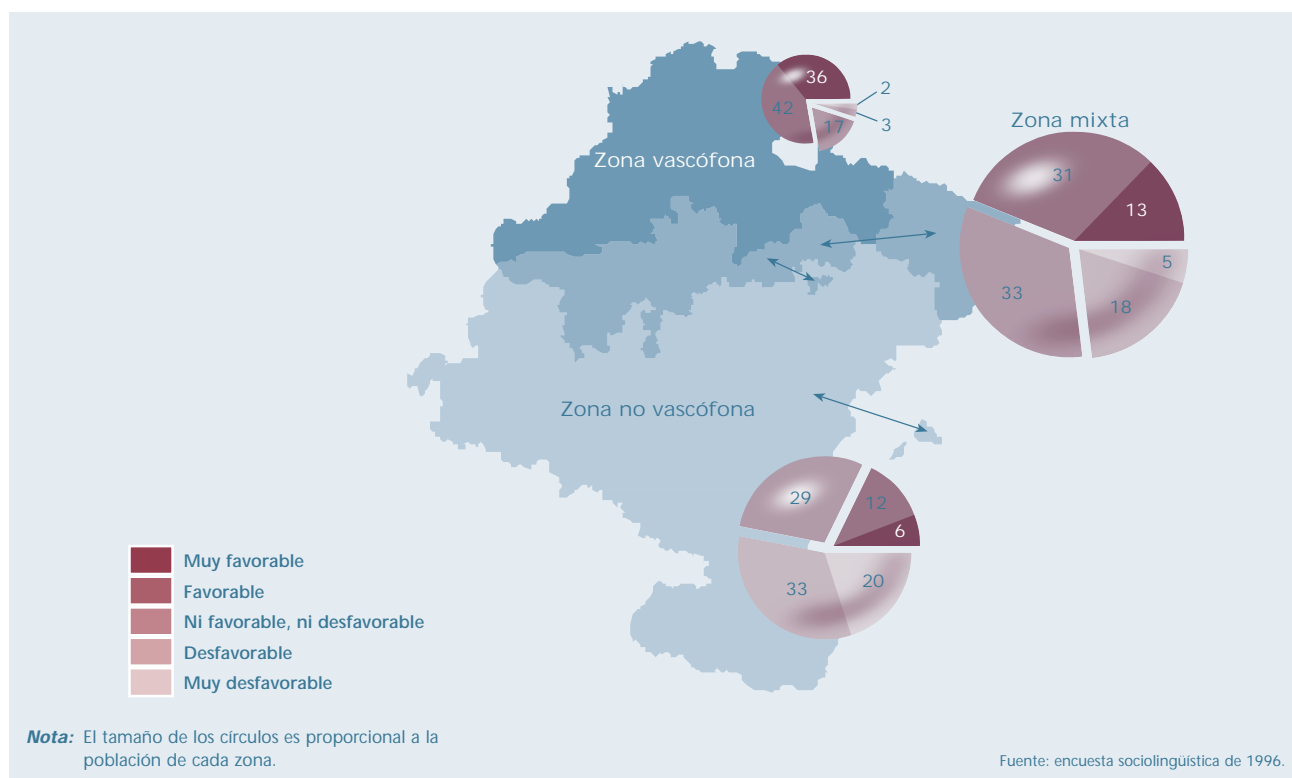 36
2
42
3
17
Zona mixta
Zona vascófona
31
13
5
33
18
Zona no vascófona
29
12
6
33
20
Muy favorable
Favorable
Ni favorable, ni desfavorable
Desfavorable
Muy desfavorable
Nota: El tamaño de los círculos es proporcional a la
población de cada zona.
Fuente: encuesta sociolingüística de 1996.